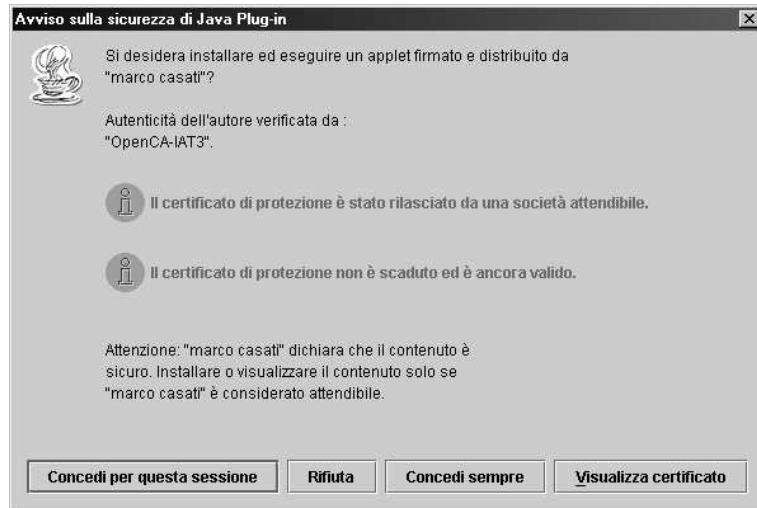 Avviso sulla sicurezza di Java Plug-in
Si desidera installare ed eseguire un applet firmato e distribuito da
"marco casati"?
Autenticità dell'autore verificata da :
"OpenCA-IAT3".
Il certificato di protezione è stato rilasciato da una società attendibile.
Il certificato di protezione non è scaduto ed è ancora valido.
Attenzione: "marco casati" dichiara che il contenuto è
sicuro. Installare o visualizzare il contenuto solo se
"marco casati" è considerato attendibile.
Concedi per questa sessione Rifiuta Concedi sempre Visualizza certificato